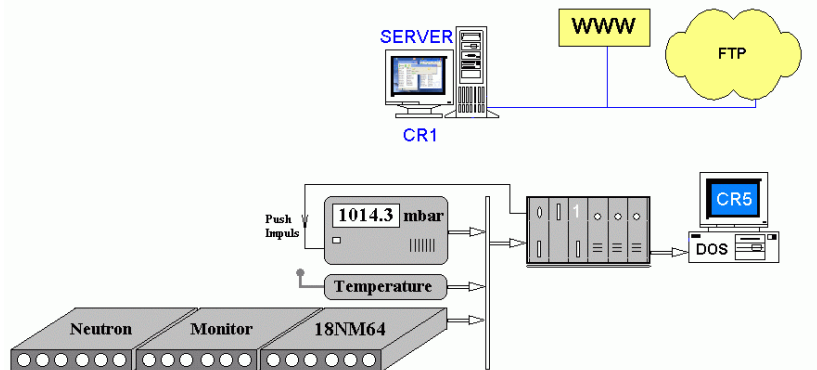 WWW
SERVER
FTP
CR1
CR5
1
1014.3 mbar
Push
Impuls
DOS
Temperature
Neutron Monitor 18NM64